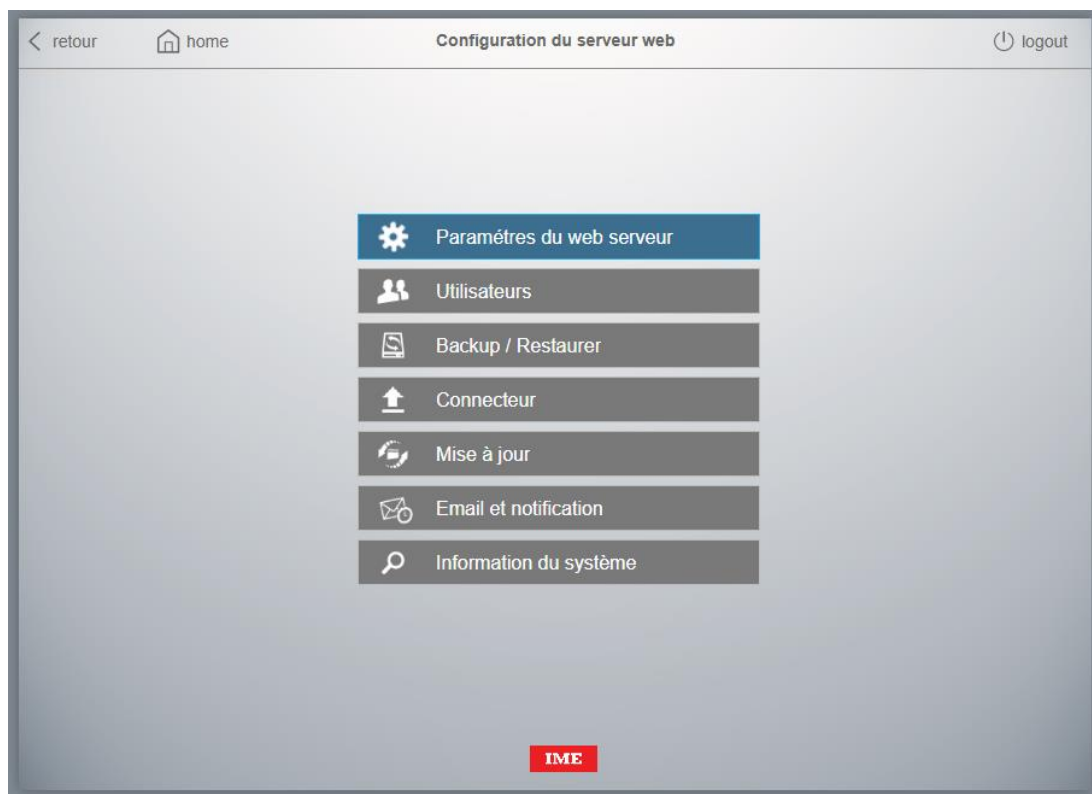 retour
home
Configuration du serveur web
logout
Paramétres du web serveur
Utilisateurs
Backup / Restaurer
Connecteur
Mise à jour
Email et notification
Information du système
IME